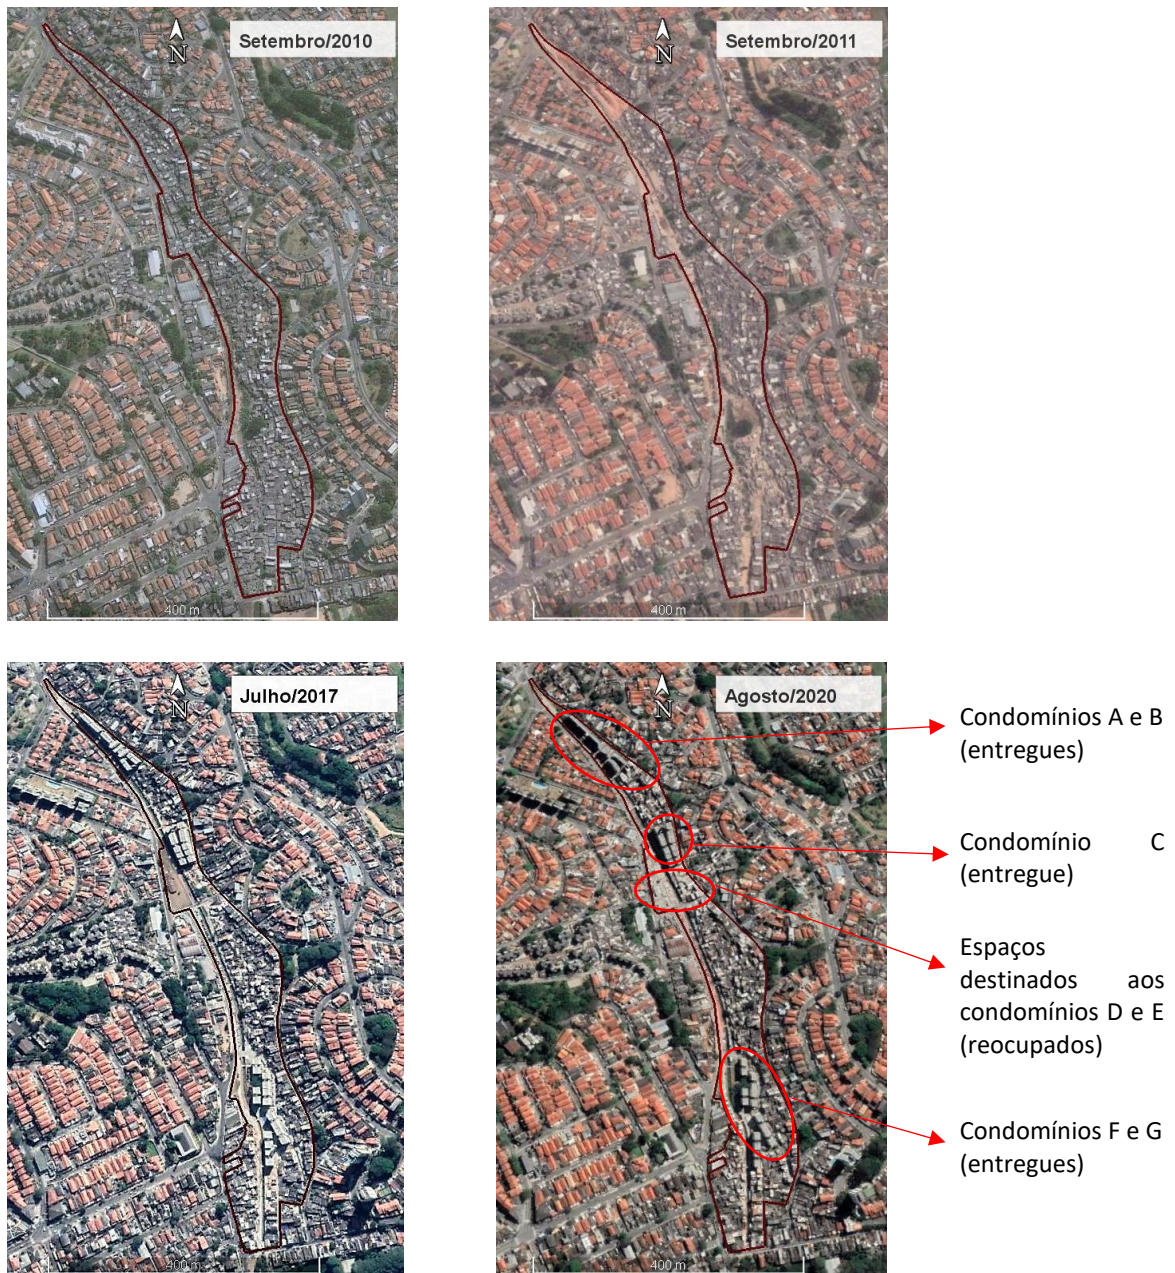 Setembro/2010
N
400 m
Setembro/2011
N
400 m
Julho/2017
N
400 m
Agosto/2020
N
400 m
Condomínios A e B
(entregues)
Condomínio C
(entregue)
Espaços
destinados aos
condomínios D e E
(reocupados)
Condomínios F e G
(entregues)